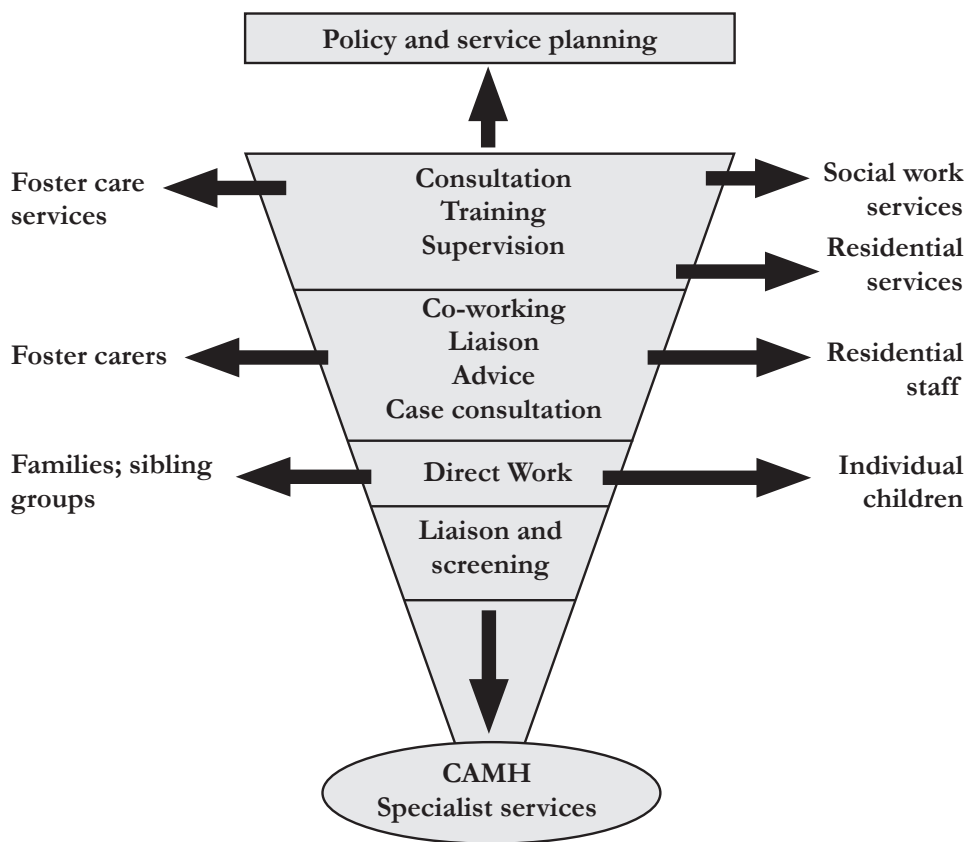 Policy and service planning
Foster care
services
Consultation
Training
Supervision
Social work
services
Residential
services
Foster carers
Co-working
Liaison
Advice
Case consultation
Residential
staff
Families; sibling
groups
Direct Work
Individual
children
Liaison and
screening
CAMH
Specialist services